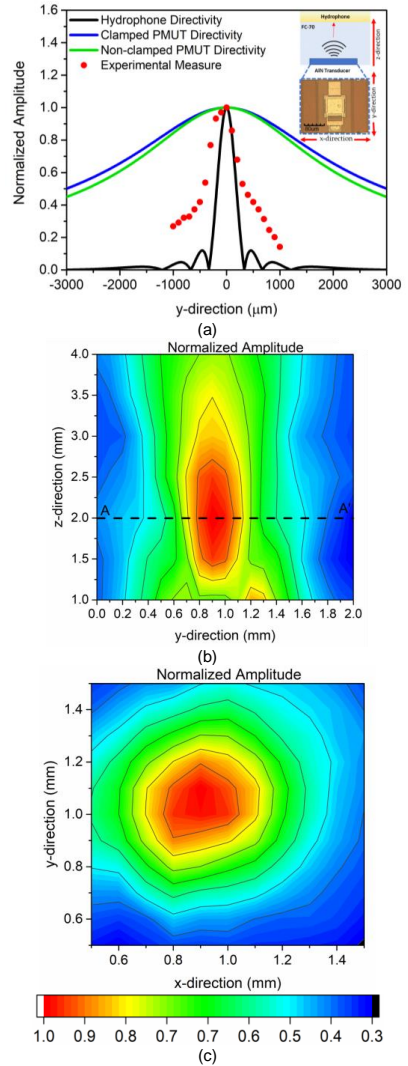 Hydrophone Directivity
Clamped PMUT Directivity
Non-clamped PMUT Directivity
Experimental Measure
Hydrophone
FC-70
AlN Transducer
z-direction
y-direction
x-direction
Normalized Amplitude
1.6
1.4
1.2
1.0
0.8
0.6
0.4
0.2
0.0
-3000 -2000 -1000 0 1000 2000 3000
y-direction (μm)
(a)
Normalized Amplitude
z-direction (mm)
4.0
3.5
3.0
2.5
2.0
1.5
1.0
A A'
0.0 0.2 0.4 0.6 0.8 1.0 1.2 1.4 1.6 1.8 2.0
y-direction (mm)
(b)
Normalized Amplitude
y-direction (mm)
1.4
1.2
1.0
0.8
0.6
0.6 0.8 1.0 1.2 1.4
x-direction (mm)
1.0 0.9 0.8 0.7 0.7 0.6 0.5 0.4 0.3
(c)